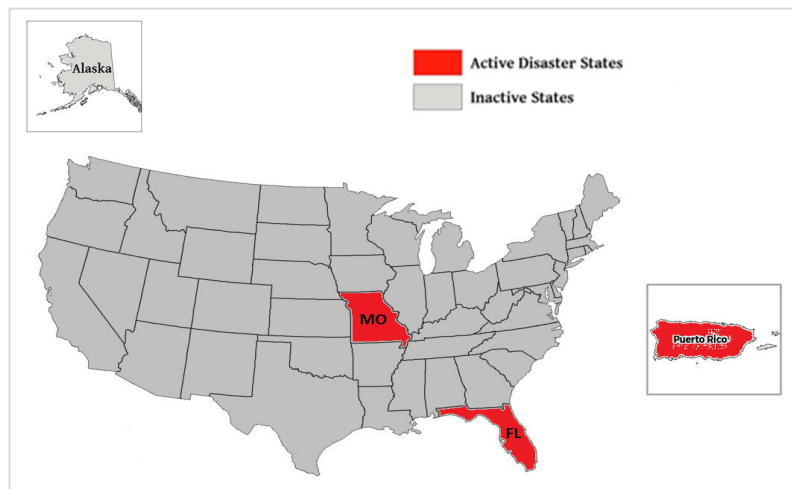 Alaska
Active Disaster States
Inactive States
MO
Puerto Rico
FL